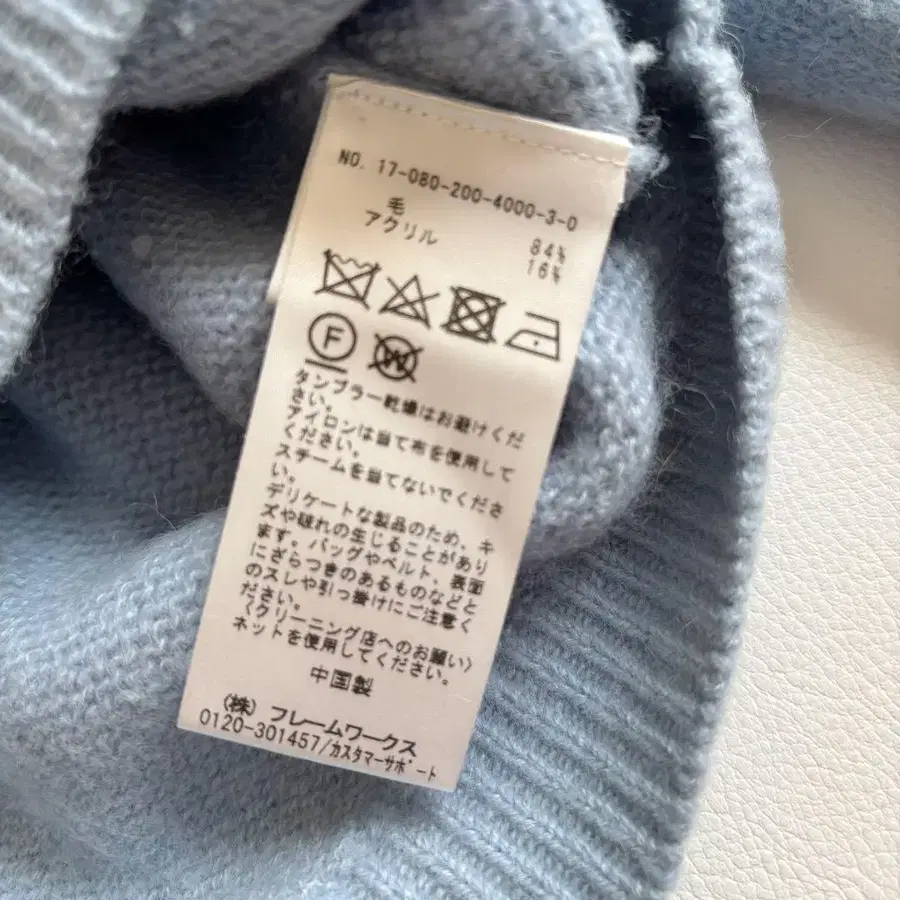 NO. 17-080-200-4000-3-0
毛 84%
アクリル 16%
F
W
タンブラー乾燥はお避けくだ
さい。
アイロンは当て布を使用して
ください。
スチームを当てないでくださ
い。
デリケートな製品のため、キ
ズや破れの生じることがあり
ます。バッグやベルト、表面
にざらつきのあるものなどと
のスレや引っ掛けにご注意く
ださい。
〈クリーニング店へのお願い〉
ネットを使用してください。
中国製
(株) フレームワークス
0120-301457/カスタマーサポート